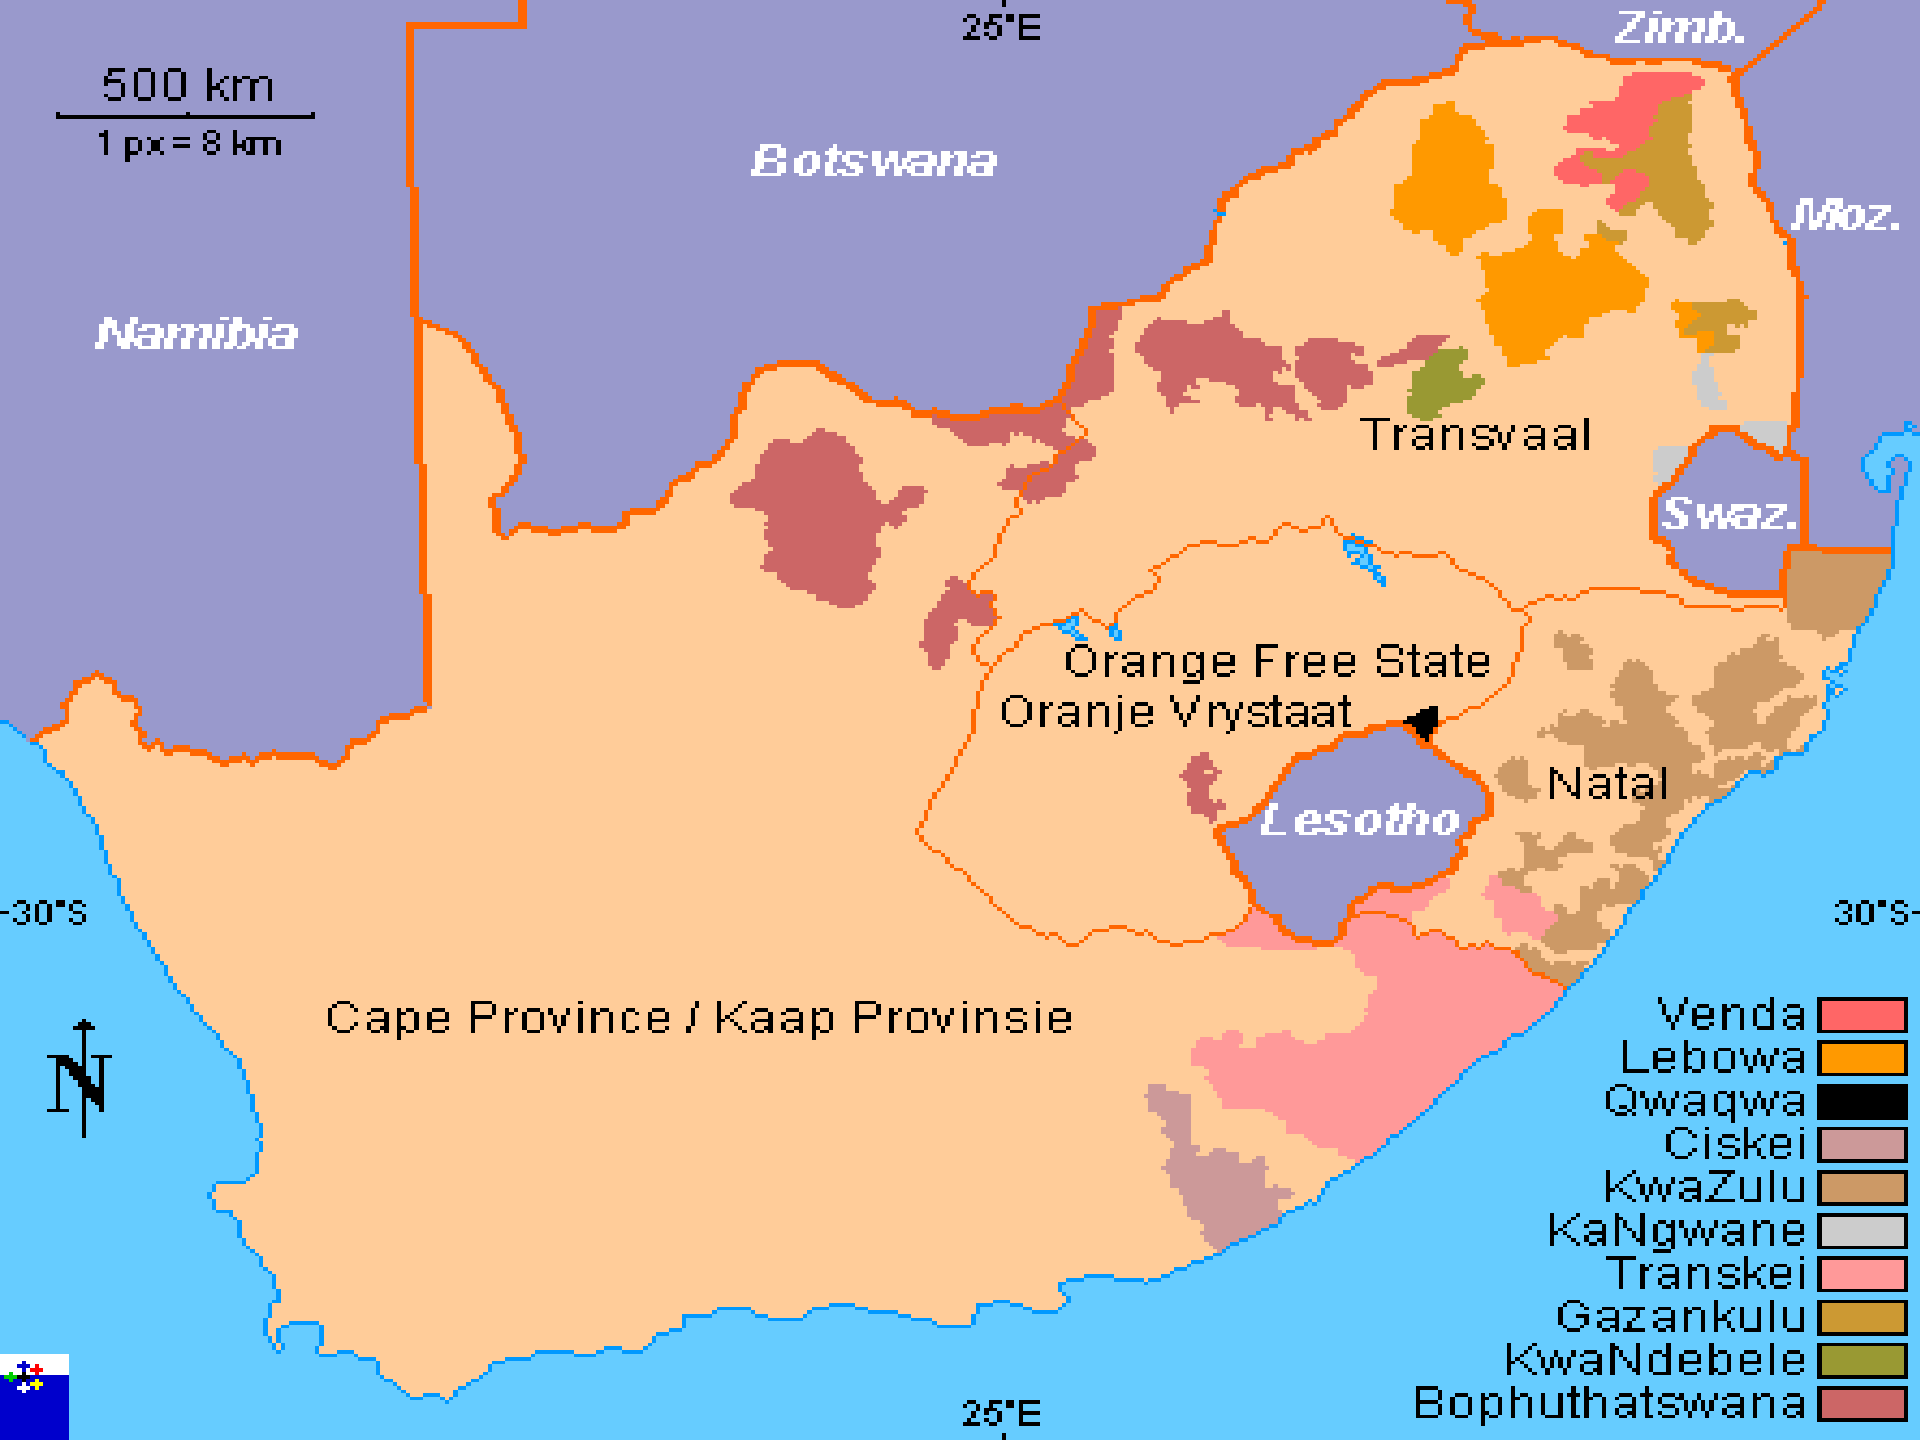 25°E
Zimb.
500 km
1 px = 8 km
Botswana
Moz.
Namibia
Transvaal
Swaz.
Orange Free State
Oranje Vrystaat
Natal
Lesotho
30°S
30°S
Cape Province / Kaap Provinsie
N
Venda
Lebowa
Qwaqwa
Ciskei
KwaZulu
KaNgwane
Transkei
Gazankulu
KwaNdebele
Bophuthatswana
25°E